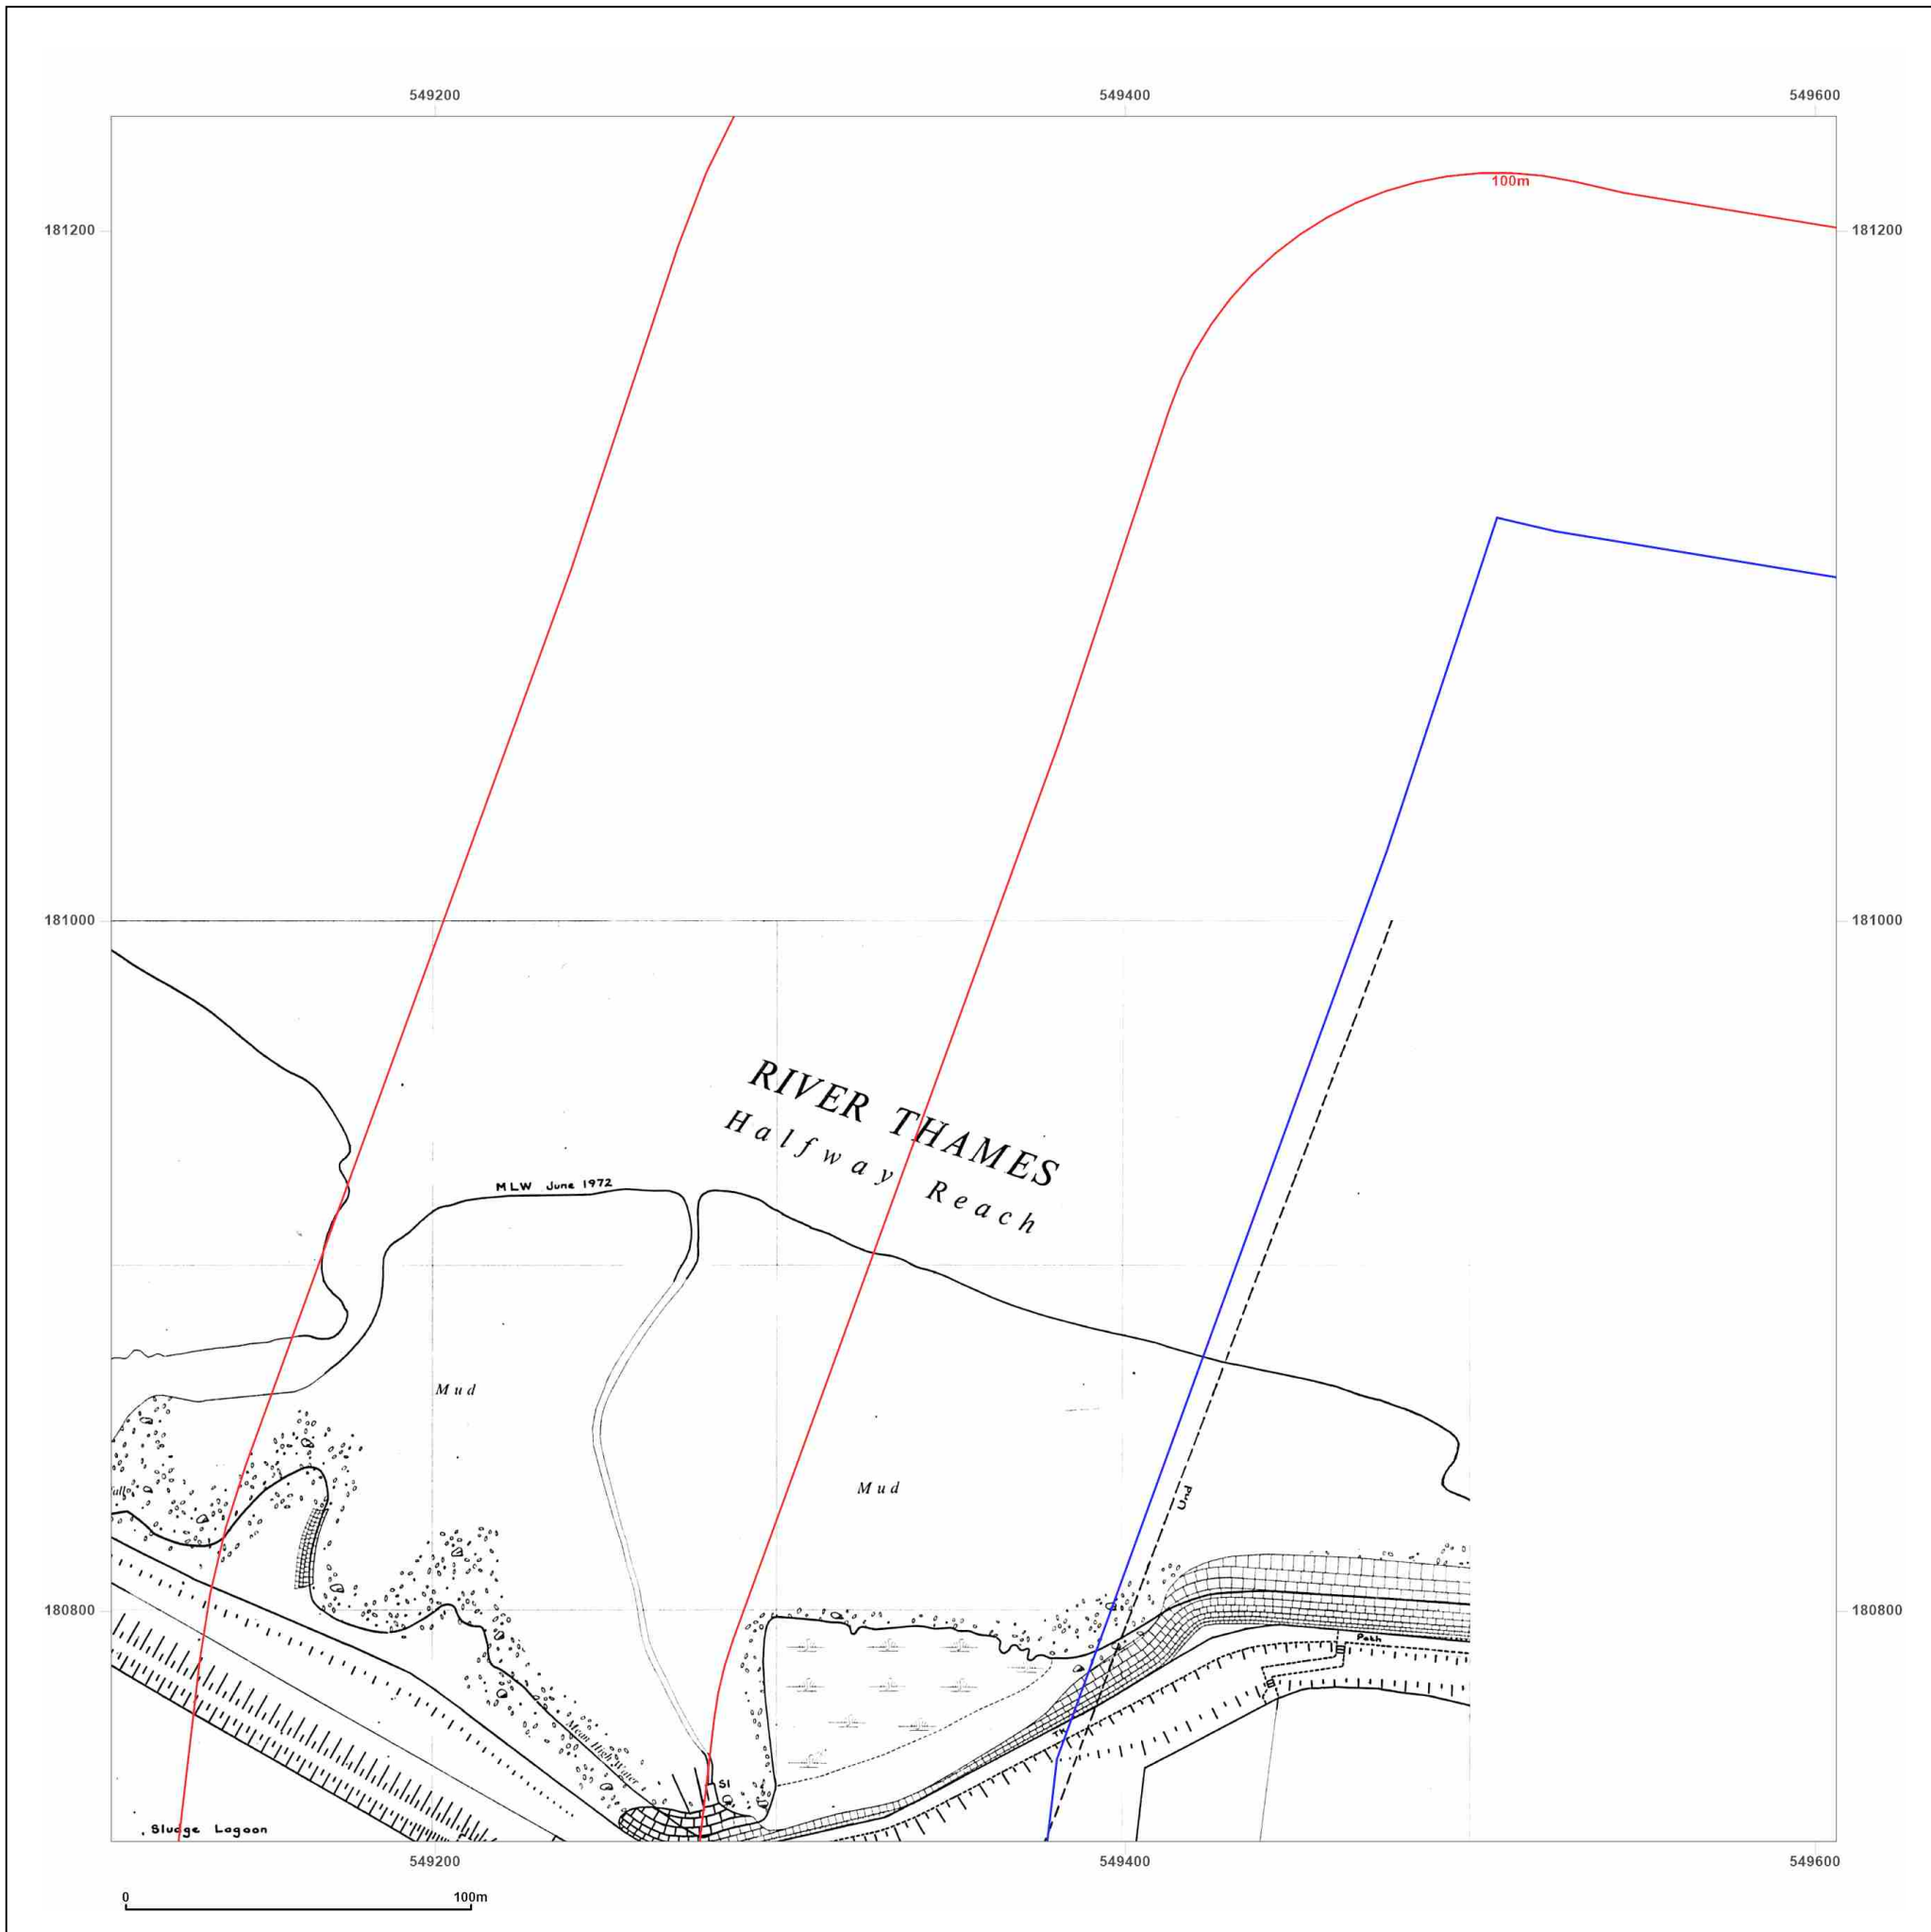 549200 549400 549600
100m
181200 181200
181000 181000
RIVER THAMES
Halfway Reach
MLW June 1972
Mud
Mud
Und
180800 180800
Path
Mean High Water
Tk
Sl
Sludge Lagoon
549200 549400 549600
0 100m